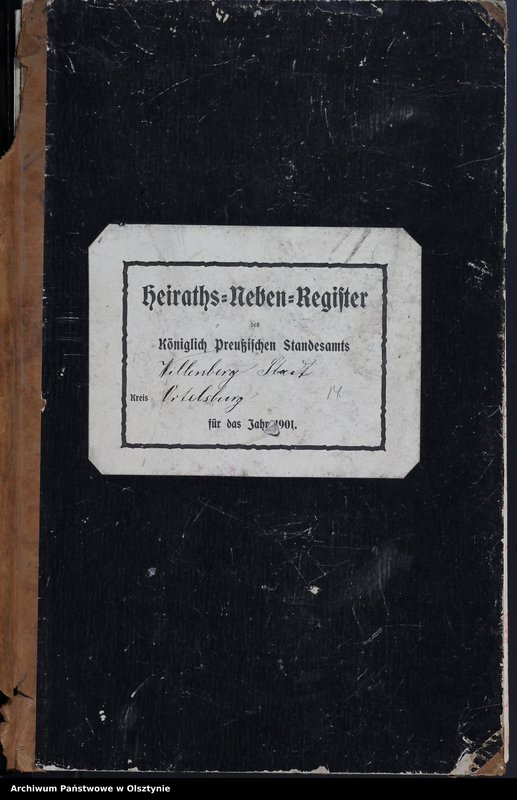 Heiraths-Neben-Register
des
Königlich Preußischen Standesamts
Willenberg Stadt
Kreis Ortelsburg 14
für das Jahr 1901.
Archiwum Państwowe w Olsztynie